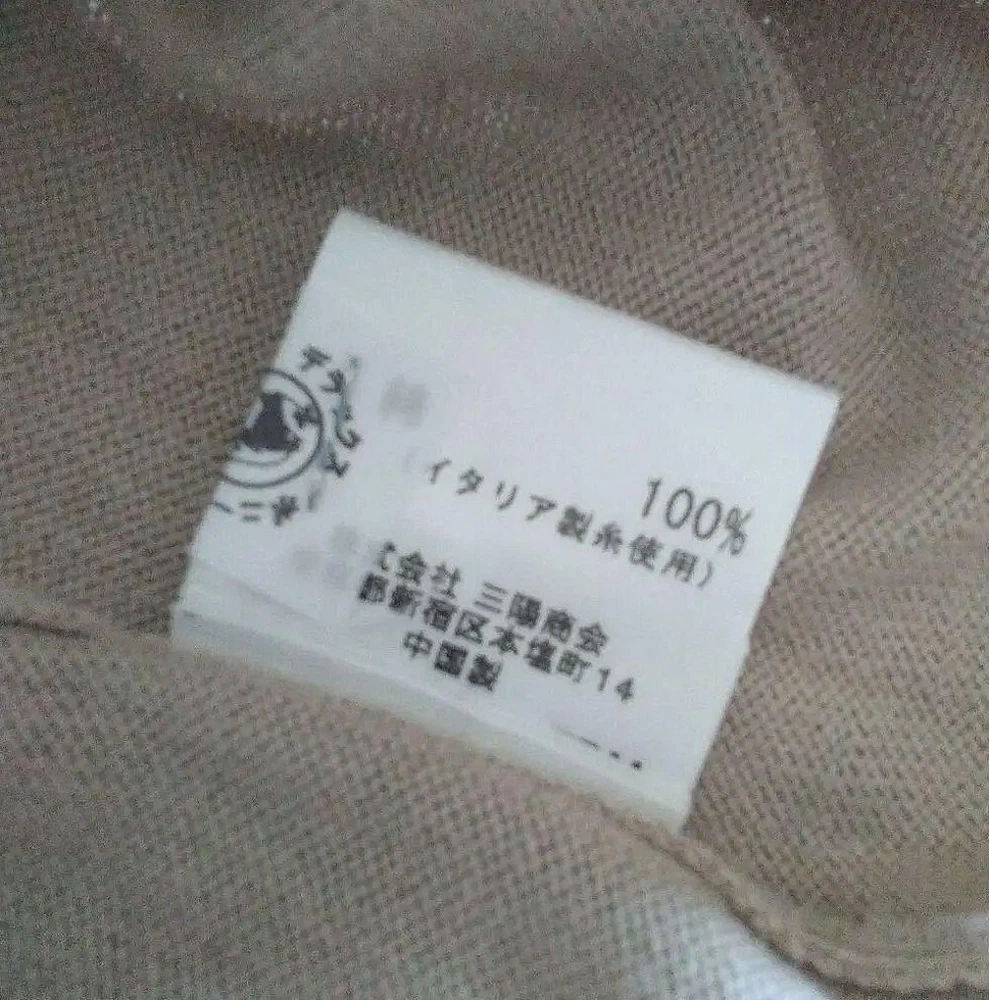 100%
イタリア製糸使用)
式会社 三陽商会
都新宿区本塩町14
中国製